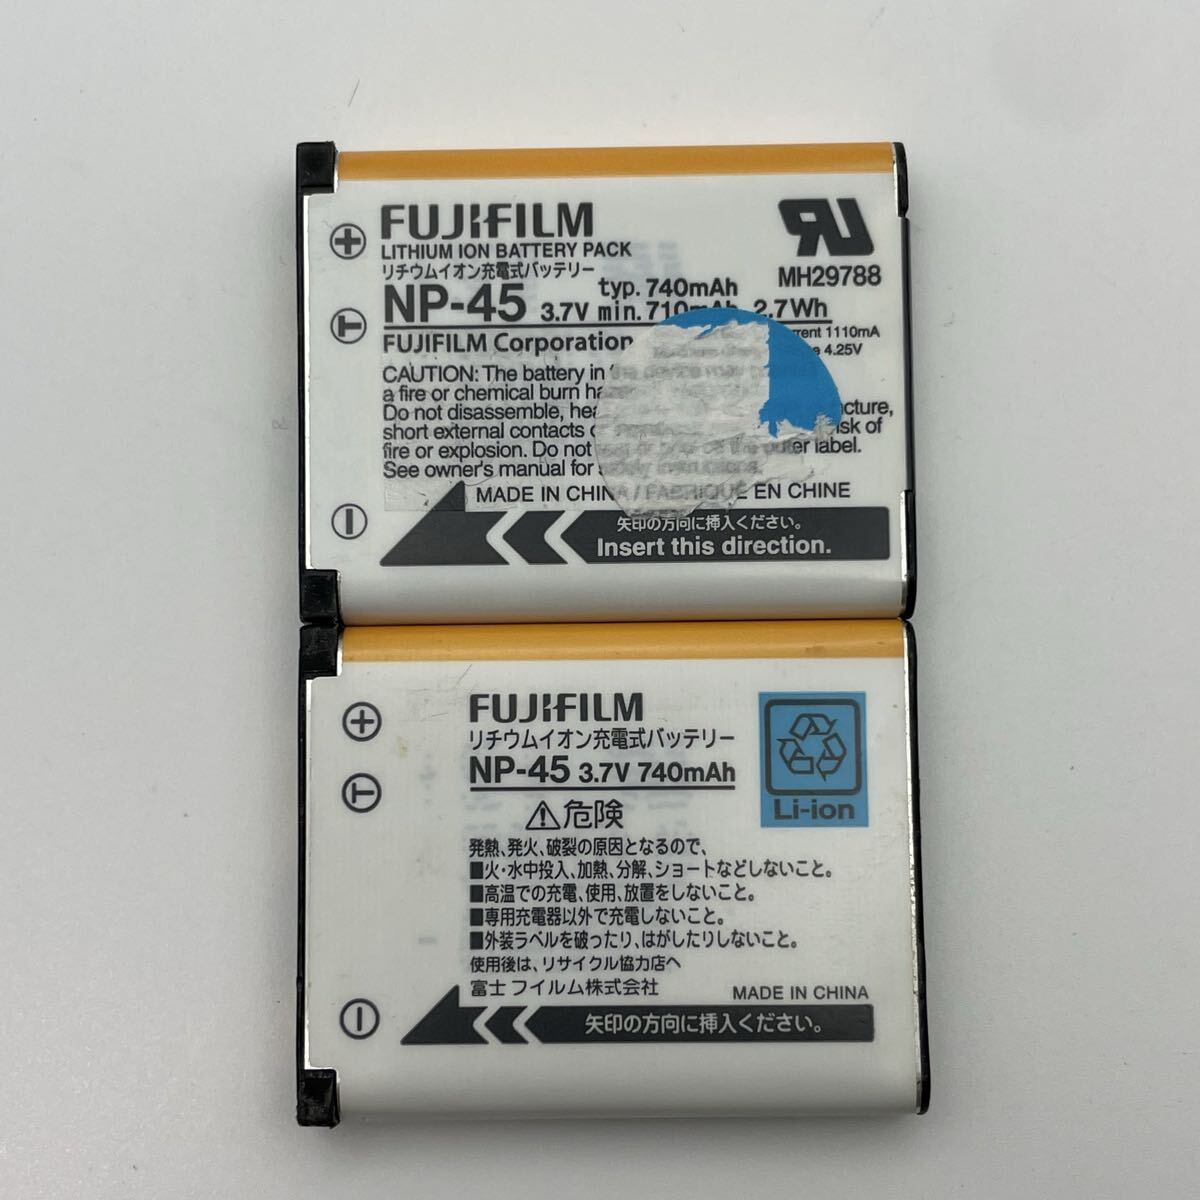 FUJIFILM
LITHIUM ION BATTERY PACK
リチウムイオン充電式バッテリー
NP-45 3.7V typ. 740mAh min. 710mAh 2.7Wh
MH29788
FUJIFILM Corporation
rrent 1110mA
e 4.25V
CAUTION: The battery in
a fire or chemical burn
Do not disassemble, cture,
short external contacts isk of
fire or explosion. Do not outer label.
See owner's manual for safety instructions.
MADE IN CHINA / FABRIQUÉ EN CHINE
矢印の方向に挿入ください。
Insert this direction.
FUJIFILM
リチウムイオン充電式バッテリー
NP-45 3.7V 740mAh
Li-ion
⚠危険
発熱、発火、破裂の原因となるので、
■火・水中投入、加熱、分解、ショートなどしないこと。
■高温での充電、使用、放置をしないこと。
■専用充電器以外で充電しないこと。
■外装ラベルを破ったり、はがしたりしないこと。
使用後は、リサイクル協力店へ
富士フイルム株式会社
MADE IN CHINA
矢印の方向に挿入ください。